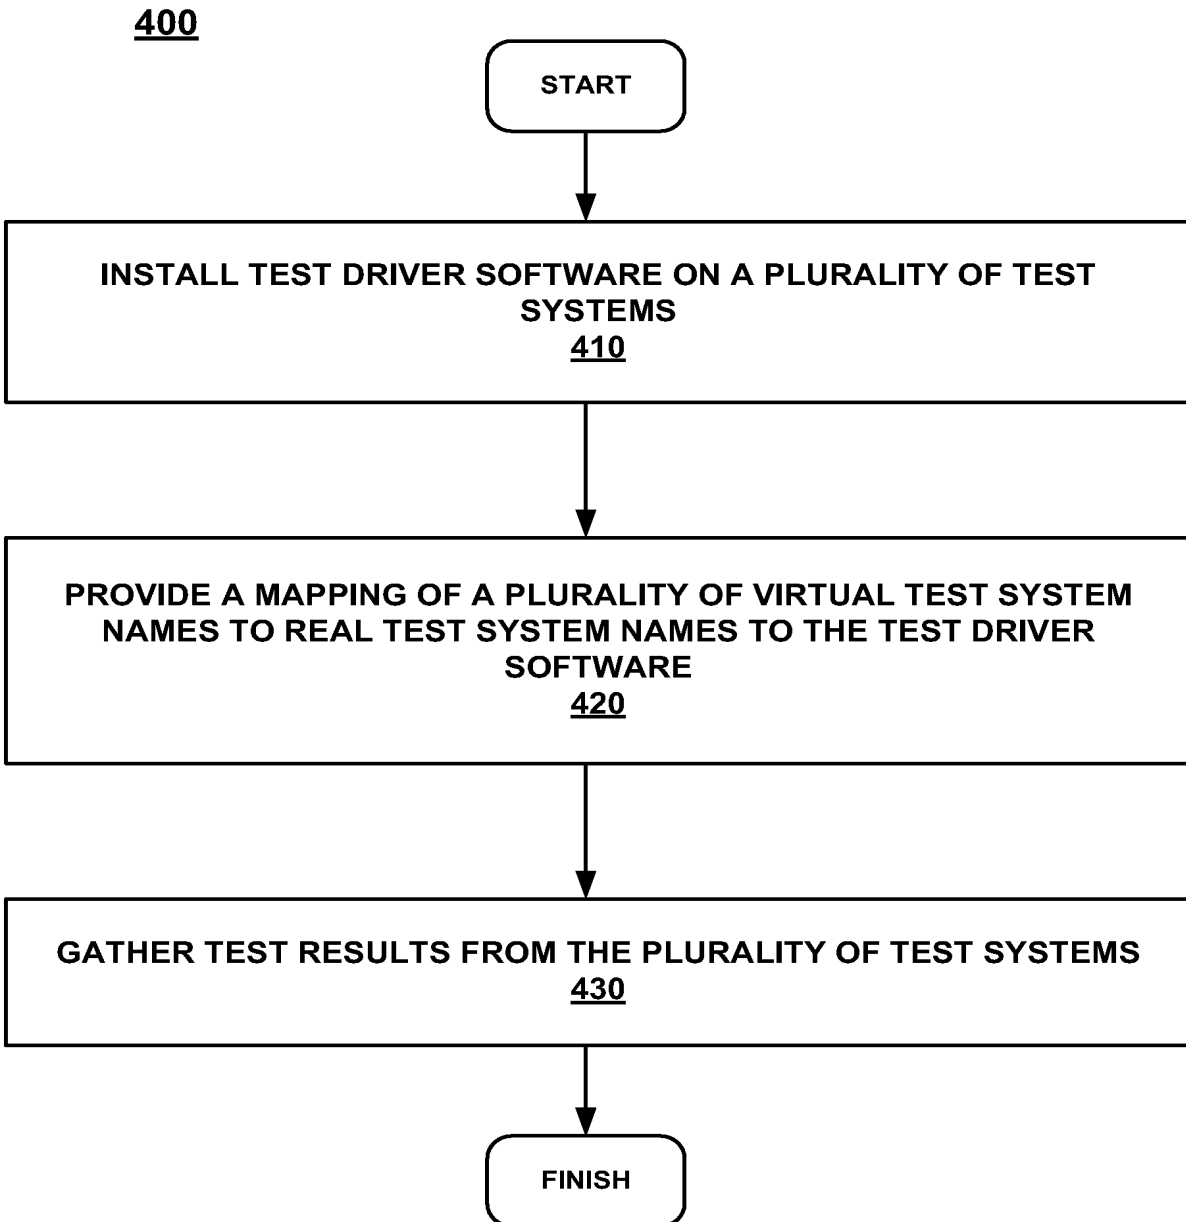 400
START
INSTALL TEST DRIVER SOFTWARE ON A PLURALITY OF TEST
SYSTEMS
410
PROVIDE A MAPPING OF A PLURALITY OF VIRTUAL TEST SYSTEM
NAMES TO REAL TEST SYSTEM NAMES TO THE TEST DRIVER
SOFTWARE
420
GATHER TEST RESULTS FROM THE PLURALITY OF TEST SYSTEMS
430
FINISH